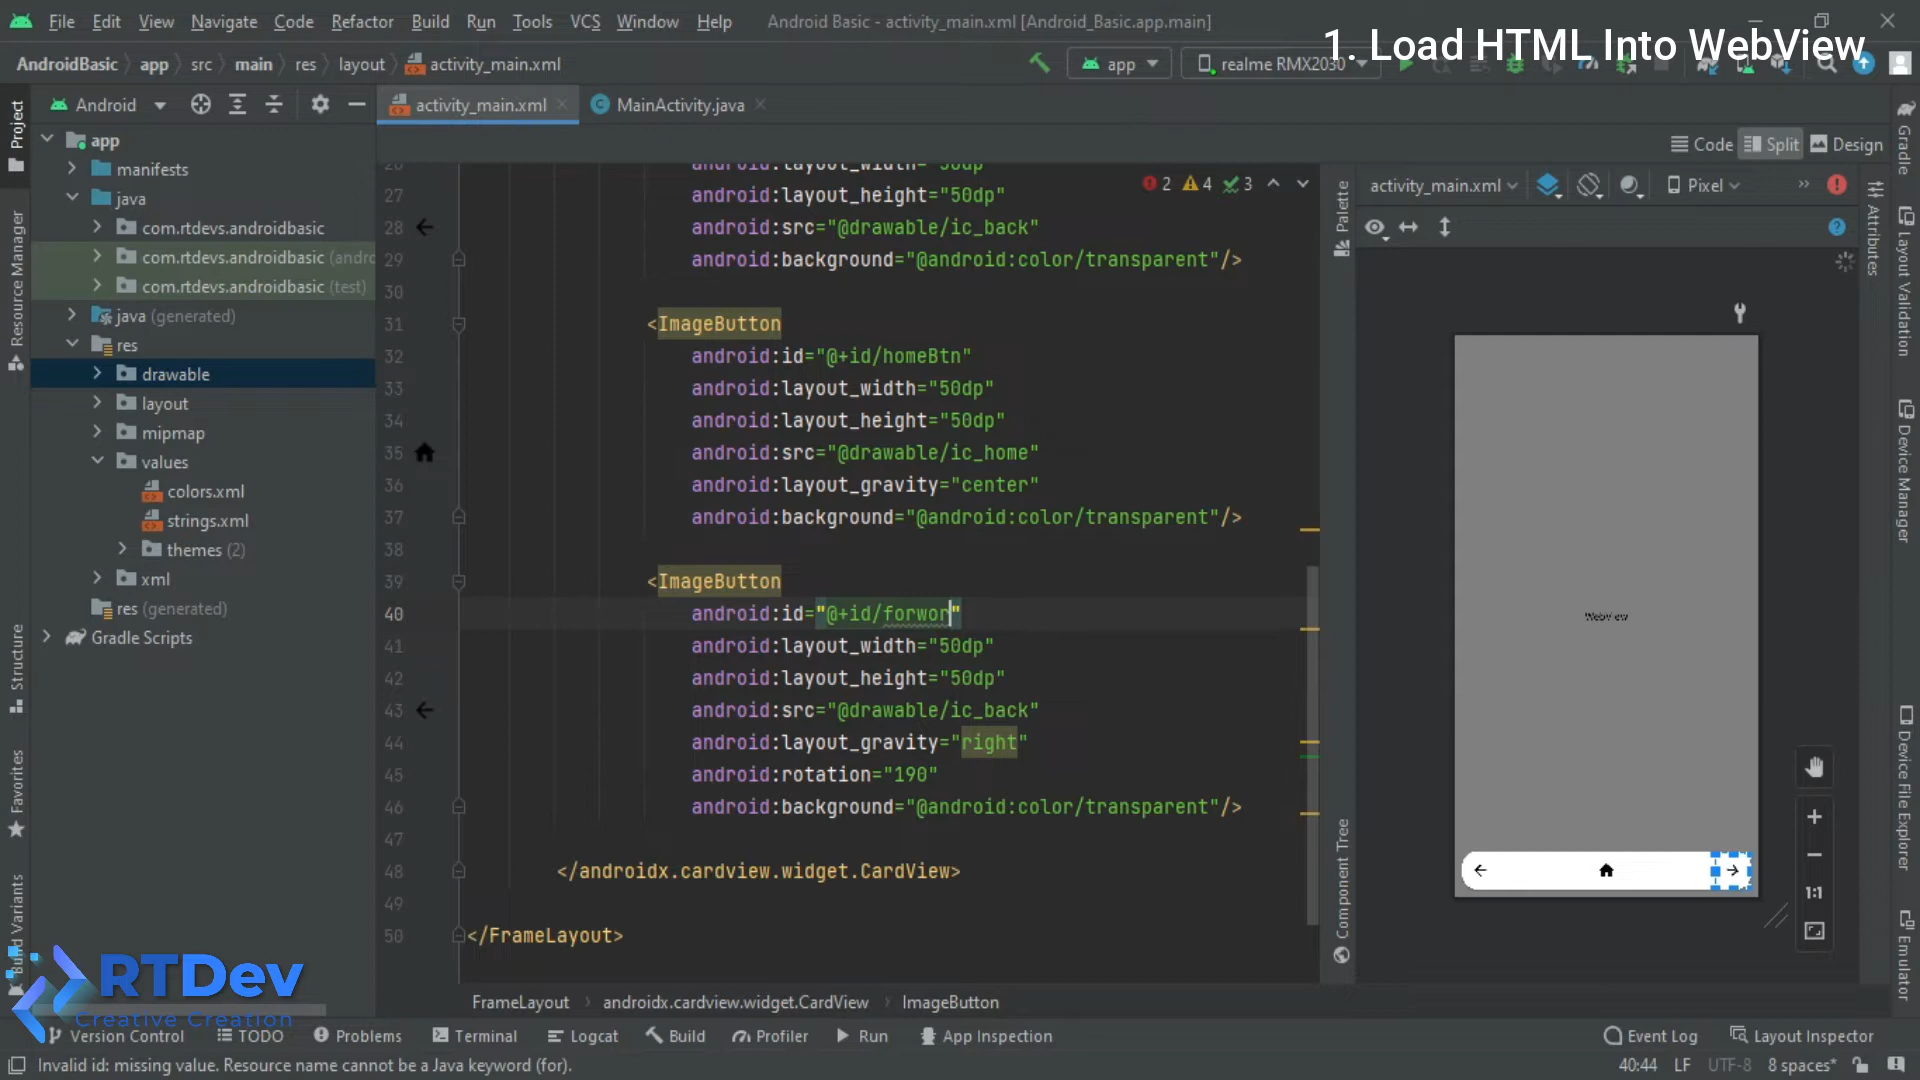 File Edit View Navigate Code Refactor Build Run Tools VCS Window Help Android Basic - activity_main.xml [Android_Basic.app.main]
1. Load HTML Into WebView
AndroidBasic app src main res layout activity_main.xml app realme RMX2030
Android activity_main.xml MainActivity.java
Code Split Design
Project
Resource Manager
Structure
Favorites
Build Variants
app
manifests
java
com.rtdevs.androidbasic
com.rtdevs.androidbasic (andro
com.rtdevs.androidbasic (test)
java (generated)
res
drawable
layout
mipmap
values
colors.xml
strings.xml
themes (2)
xml
res (generated)
Gradle Scripts
2 4 3
26 android:layout_width="50dp"
27 android:layout_height="50dp"
28 android:src="@drawable/ic_back"
29 android:background="@android:color/transparent"/>
30
31 <ImageButton
32 android:id="@+id/homeBtn"
33 android:layout_width="50dp"
34 android:layout_height="50dp"
35 android:src="@drawable/ic_home"
36 android:layout_gravity="center"
37 android:background="@android:color/transparent"/>
38
39 <ImageButton
40 android:id="@+id/forwor"
41 android:layout_width="50dp"
42 android:layout_height="50dp"
43 android:src="@drawable/ic_back"
44 android:layout_gravity="right"
45 android:rotation="190"
46 android:background="@android:color/transparent"/>
47
48 </androidx.cardview.widget.CardView>
49
50 </FrameLayout>
FrameLayout androidx.cardview.widget.CardView ImageButton
Palette
Component Tree
activity_main.xml Pixel
WebView
1:1
Gradle
Attributes
Layout Validation
Device Manager
Device File Explorer
Emulator
RTDev
Creative Creation
Version Control TODO Problems Terminal Logcat Build Profiler Run App Inspection Event Log Layout Inspector
Invalid id: missing value. Resource name cannot be a Java keyword (for). 40:44 LF UTF-8 8 spaces*